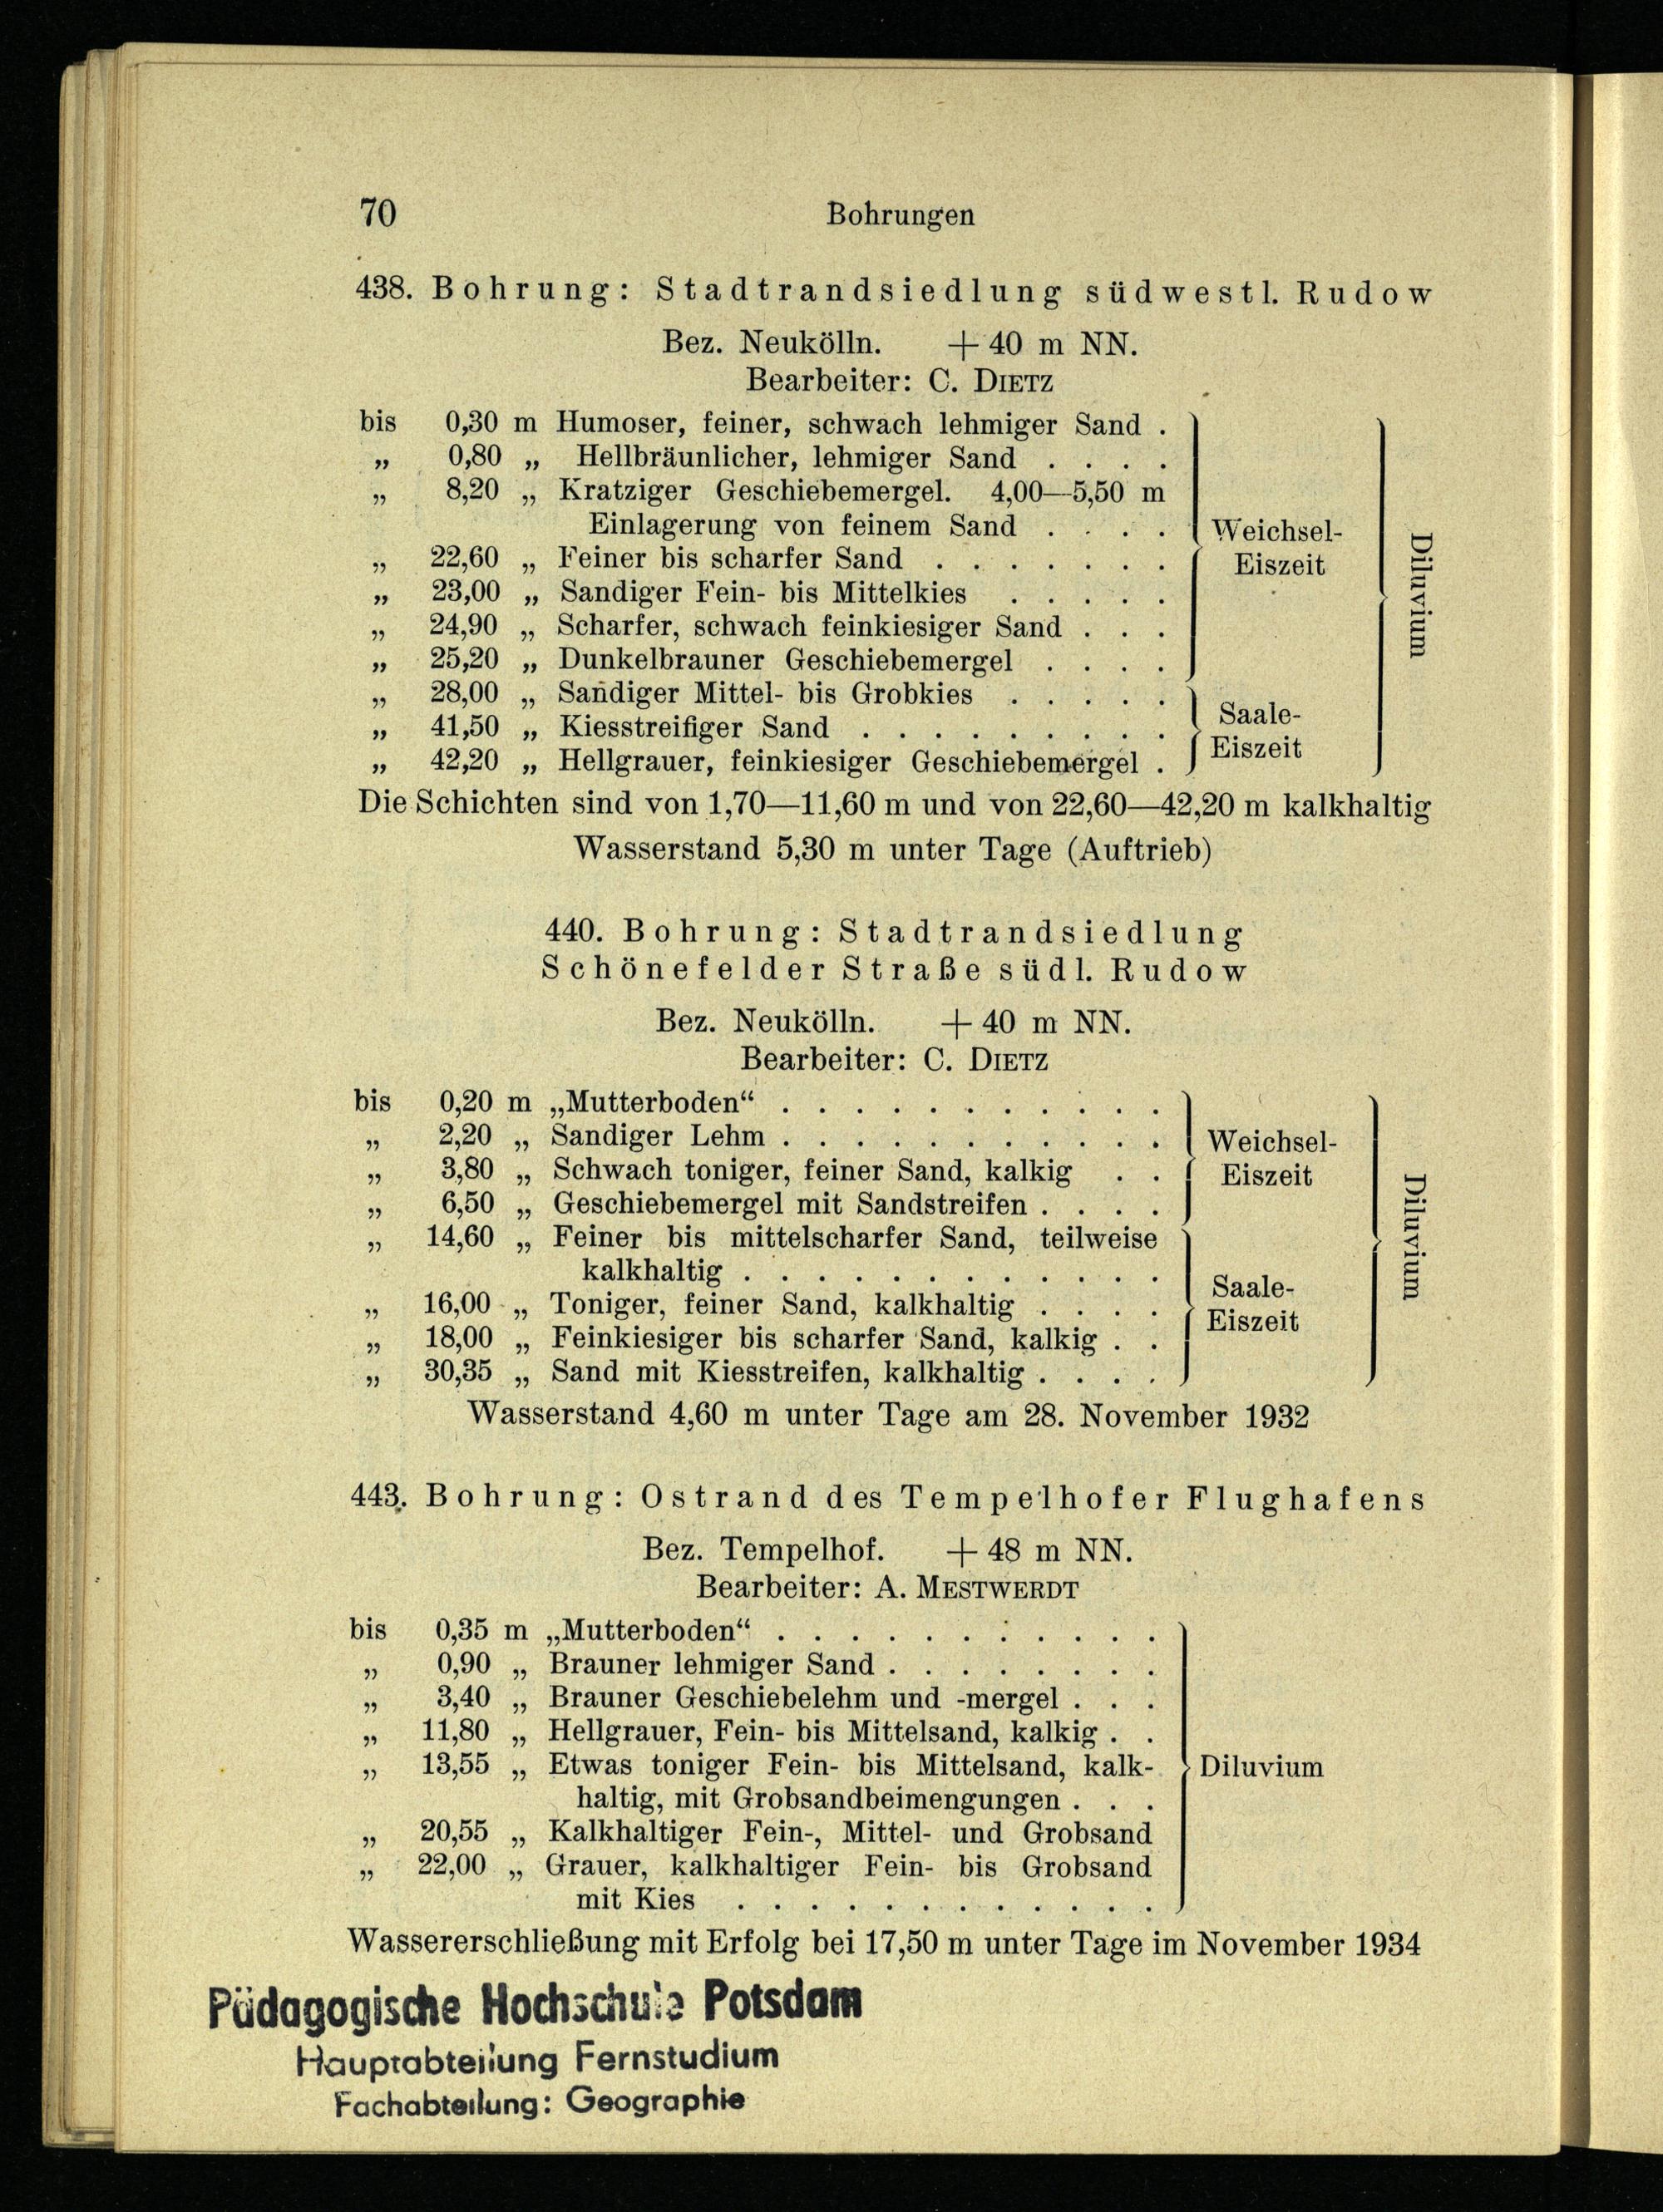 70 Bohrungen
438. Bohrung: Stadtrandsiedlung südwestl. Rudow
Bez. Neukölln. + 40 m NN.
Bearbeiter: C. DIETZ
bis 0,30 m Humoser, feiner, schwach lehmiger Sand .
„ 0,80 „ Hellbräunlicher, lehmiger Sand . . . .
„ 8,20 „ Kratziger Geschiebemergel. 4,00—5,50 m
Einlagerung von feinem Sand . . . .
„ 22,60 „ Feiner bis scharfer Sand . . . . . . .
„ 23,00 „ Sandiger Fein- bis Mittelkies . . . . .
„ 24,90 „ Scharfer, schwach feinkiesiger Sand . . .
„ 25,20 „ Dunkelbrauner Geschiebemergel . . . .
Weichsel-
Eiszeit
„ 28,00 „ Sandiger Mittel- bis Grobkies . . . . .
„ 41,50 „ Kiesstreifiger Sand . . . . . . . . .
„ 42,20 „ Hellgrauer, feinkiesiger Geschiebemergel .
Saale-
Eiszeit
Diluvium
Die Schichten sind von 1,70—11,60 m und von 22,60—42,20 m kalkhaltig
Wasserstand 5,30 m unter Tage (Auftrieb)
440. Bohrung: Stadtrandsiedlung
Schönefelder Straße südl. Rudow
Bez. Neukölln. + 40 m NN.
Bearbeiter: C. DIETZ
bis 0,20 m „Mutterboden“ . . . . . . . . . . .
„ 2,20 „ Sandiger Lehm . . . . . . . . . . .
„ 3,80 „ Schwach toniger, feiner Sand, kalkig . .
„ 6,50 „ Geschiebemergel mit Sandstreifen . . . .
Weichsel-
Eiszeit
„ 14,60 „ Feiner bis mittelscharfer Sand, teilweise
kalkhaltig . . . . . . . . . . . .
„ 16,00 „ Toniger, feiner Sand, kalkhaltig . . . .
„ 18,00 „ Feinkiesiger bis scharfer Sand, kalkig . .
„ 30,35 „ Sand mit Kiesstreifen, kalkhaltig . . . .
Saale-
Eiszeit
Diluvium
Wasserstand 4,60 m unter Tage am 28. November 1932
443. Bohrung: Ostrand des Tempelhofer Flughafens
Bez. Tempelhof. + 48 m NN.
Bearbeiter: A. MESTWERDT
bis 0,35 m „Mutterboden“ . . . . . . . . . . .
„ 0,90 „ Brauner lehmiger Sand . . . . . . . .
„ 3,40 „ Brauner Geschiebelehm und -mergel . . .
„ 11,80 „ Hellgrauer, Fein- bis Mittelsand, kalkig . .
„ 13,55 „ Etwas toniger Fein- bis Mittelsand, kalk-
haltig, mit Grobsandbeimengungen . . .
„ 20,55 „ Kalkhaltiger Fein-, Mittel- und Grobsand
„ 22,00 „ Grauer, kalkhaltiger Fein- bis Grobsand
mit Kies . . . . . . . . . . . .
Diluvium
Wassererschließung mit Erfolg bei 17,50 m unter Tage im November 1934
Pädagogische Hochschule Potsdam
Hauptabteilung Fernstudium
Fachabteilung: Geographie